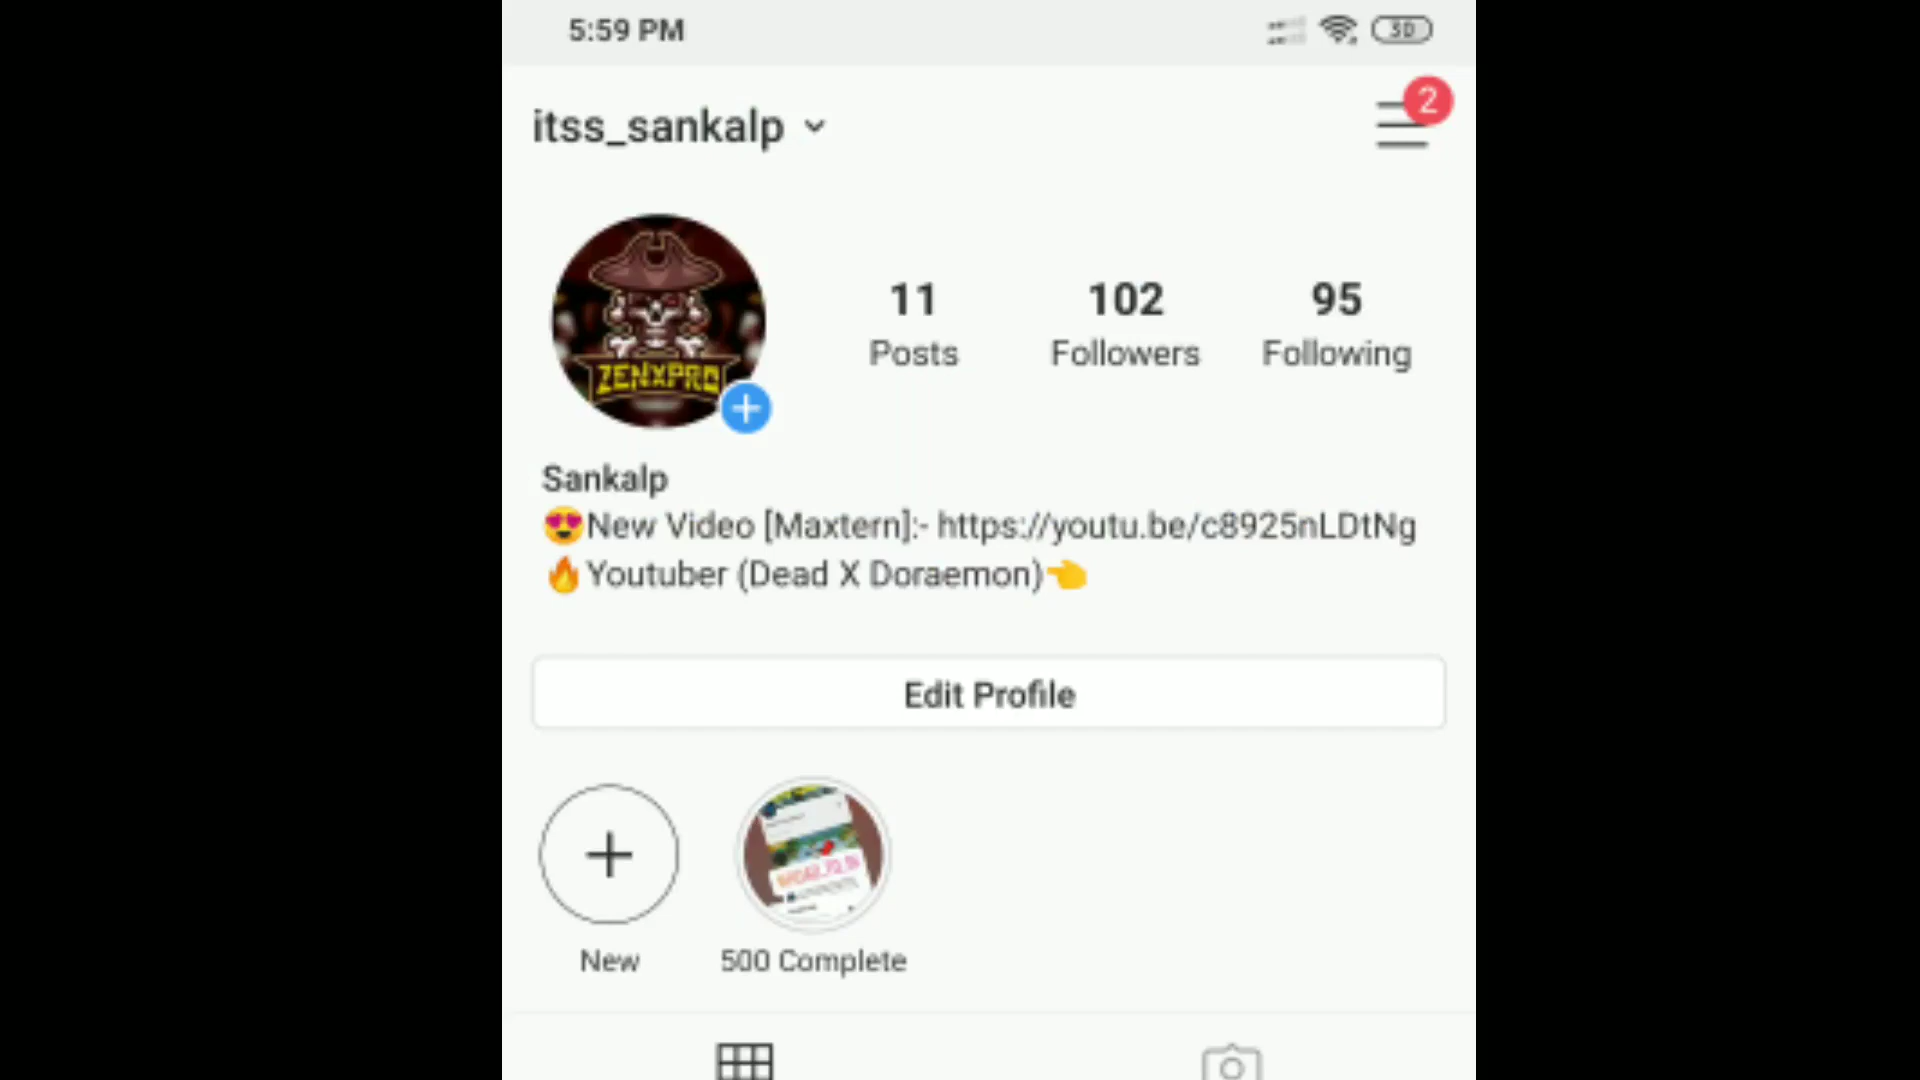 5:59 PM
30
itss_sankalp
2
ZENXPRO
11
Posts
102
Followers
95
Following
Sankalp
😍New Video [Maxtern]:- https://youtu.be/c8925nLDtNg
🔥Youtuber (Dead X Doraemon)👈
Edit Profile
New
500 Complete